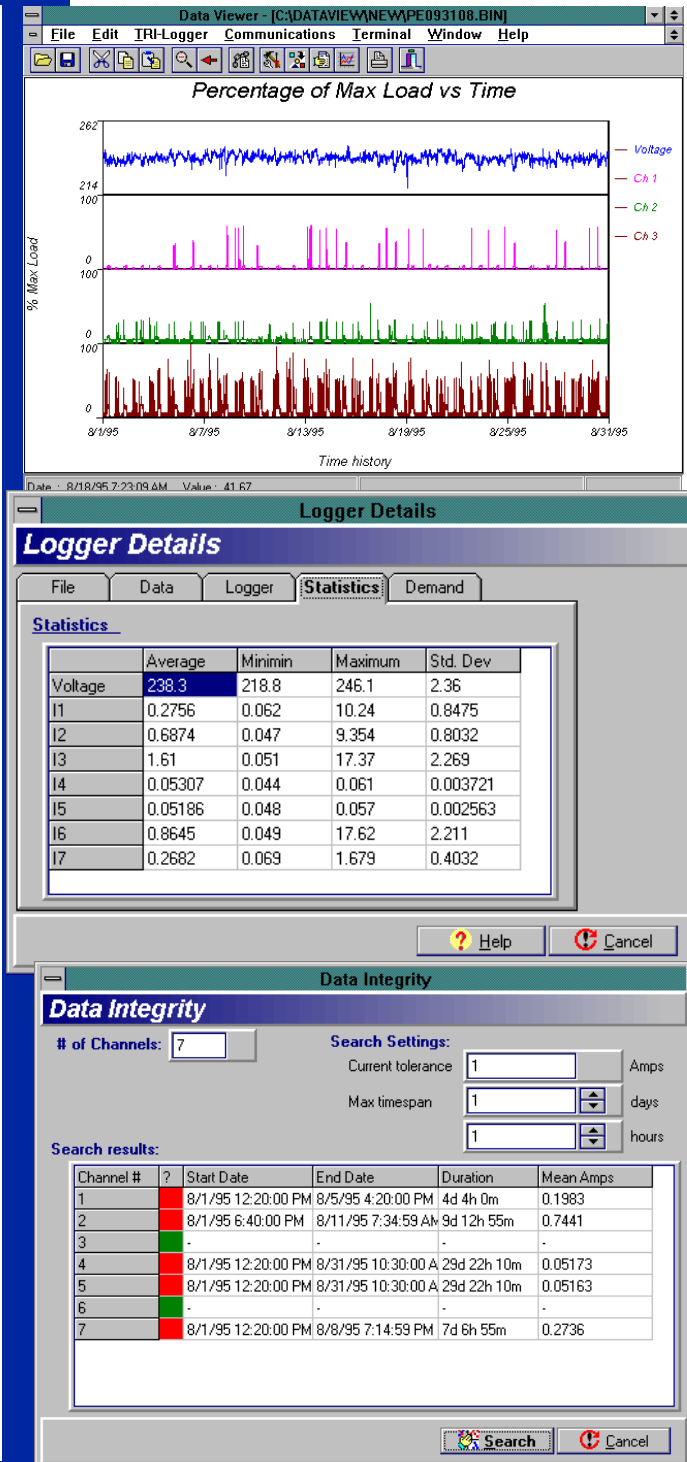 Data Viewer - [C:\DATAVIEW\NEW\PE093108.BIN]
File Edit TRI-Logger Communications Terminal Window Help
Percentage of Max Load vs Time
262
214
100
0
100
0
100
0
% Max Load
Voltage
Ch 1
Ch 2
Ch 3
8/1/95 8/7/95 8/13/95 8/19/95 8/25/95 8/31/95
Time history
Date : 8/18/95 7:23:09 AM Value : 41.67
Logger Details
Logger Details
File Data Logger Statistics Demand
Statistics
Average Minimin Maximum Std. Dev
Voltage 238.3 218.8 246.1 2.36
I1 0.2756 0.062 10.24 0.8475
I2 0.6874 0.047 9.354 0.8032
I3 1.61 0.051 17.37 2.269
I4 0.05307 0.044 0.061 0.003721
I5 0.05186 0.048 0.057 0.002563
I6 0.8645 0.049 17.62 2.211
I7 0.2682 0.069 1.679 0.4032
? Help Cancel
Data Integrity
Data Integrity
# of Channels: 7
Search Settings:
Current tolerance 1 Amps
Max timespan 1 days
1 hours
Search results:
Channel # ? Start Date End Date Duration Mean Amps
1 8/1/95 12:20:00 PM 8/5/95 4:20:00 PM 4d 4h 0m 0.1983
2 8/1/95 6:40:00 PM 8/11/95 7:34:59 AM 9d 12h 55m 0.7441
3 - - - -
4 8/1/95 12:20:00 PM 8/31/95 10:30:00 A 29d 22h 10m 0.05173
5 8/1/95 12:20:00 PM 8/31/95 10:30:00 A 29d 22h 10m 0.05163
6 - - - -
7 8/1/95 12:20:00 PM 8/8/95 7:14:59 PM 7d 6h 55m 0.2736
Search Cancel